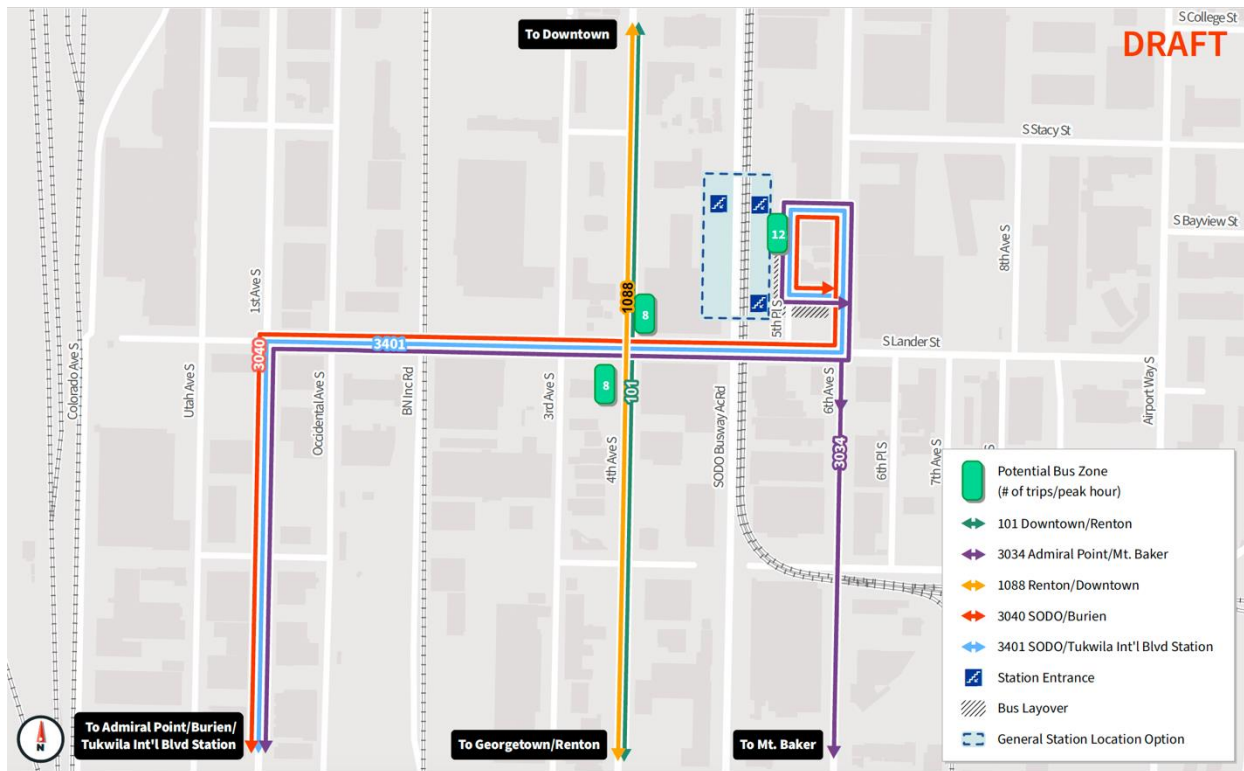 S College St
DRAFT
To Downtown
S Stacy St
S Bayview St
12
8th Ave S
1st Ave S
1088
8
5th Pl S
3040
3401
S Lander St
Colorado Ave S
Utah Ave S
Occidental Ave S
BN Inc Rd
3rd Ave S
8
101
4th Ave S
SODO Busway AcRd
6th Ave S
3034
6th Pl S
7th Ave S
Airport Way S
Potential Bus Zone
(# of trips/peak hour)
101 Downtown/Renton
3034 Admiral Point/Mt. Baker
1088 Renton/Downtown
3040 SODO/Burien
3401 SODO/Tukwila Int'l Blvd Station
Station Entrance
Bus Layover
General Station Location Option
N
To Admiral Point/Burien/
Tukwila Int'l Blvd Station
To Georgetown/Renton
To Mt. Baker